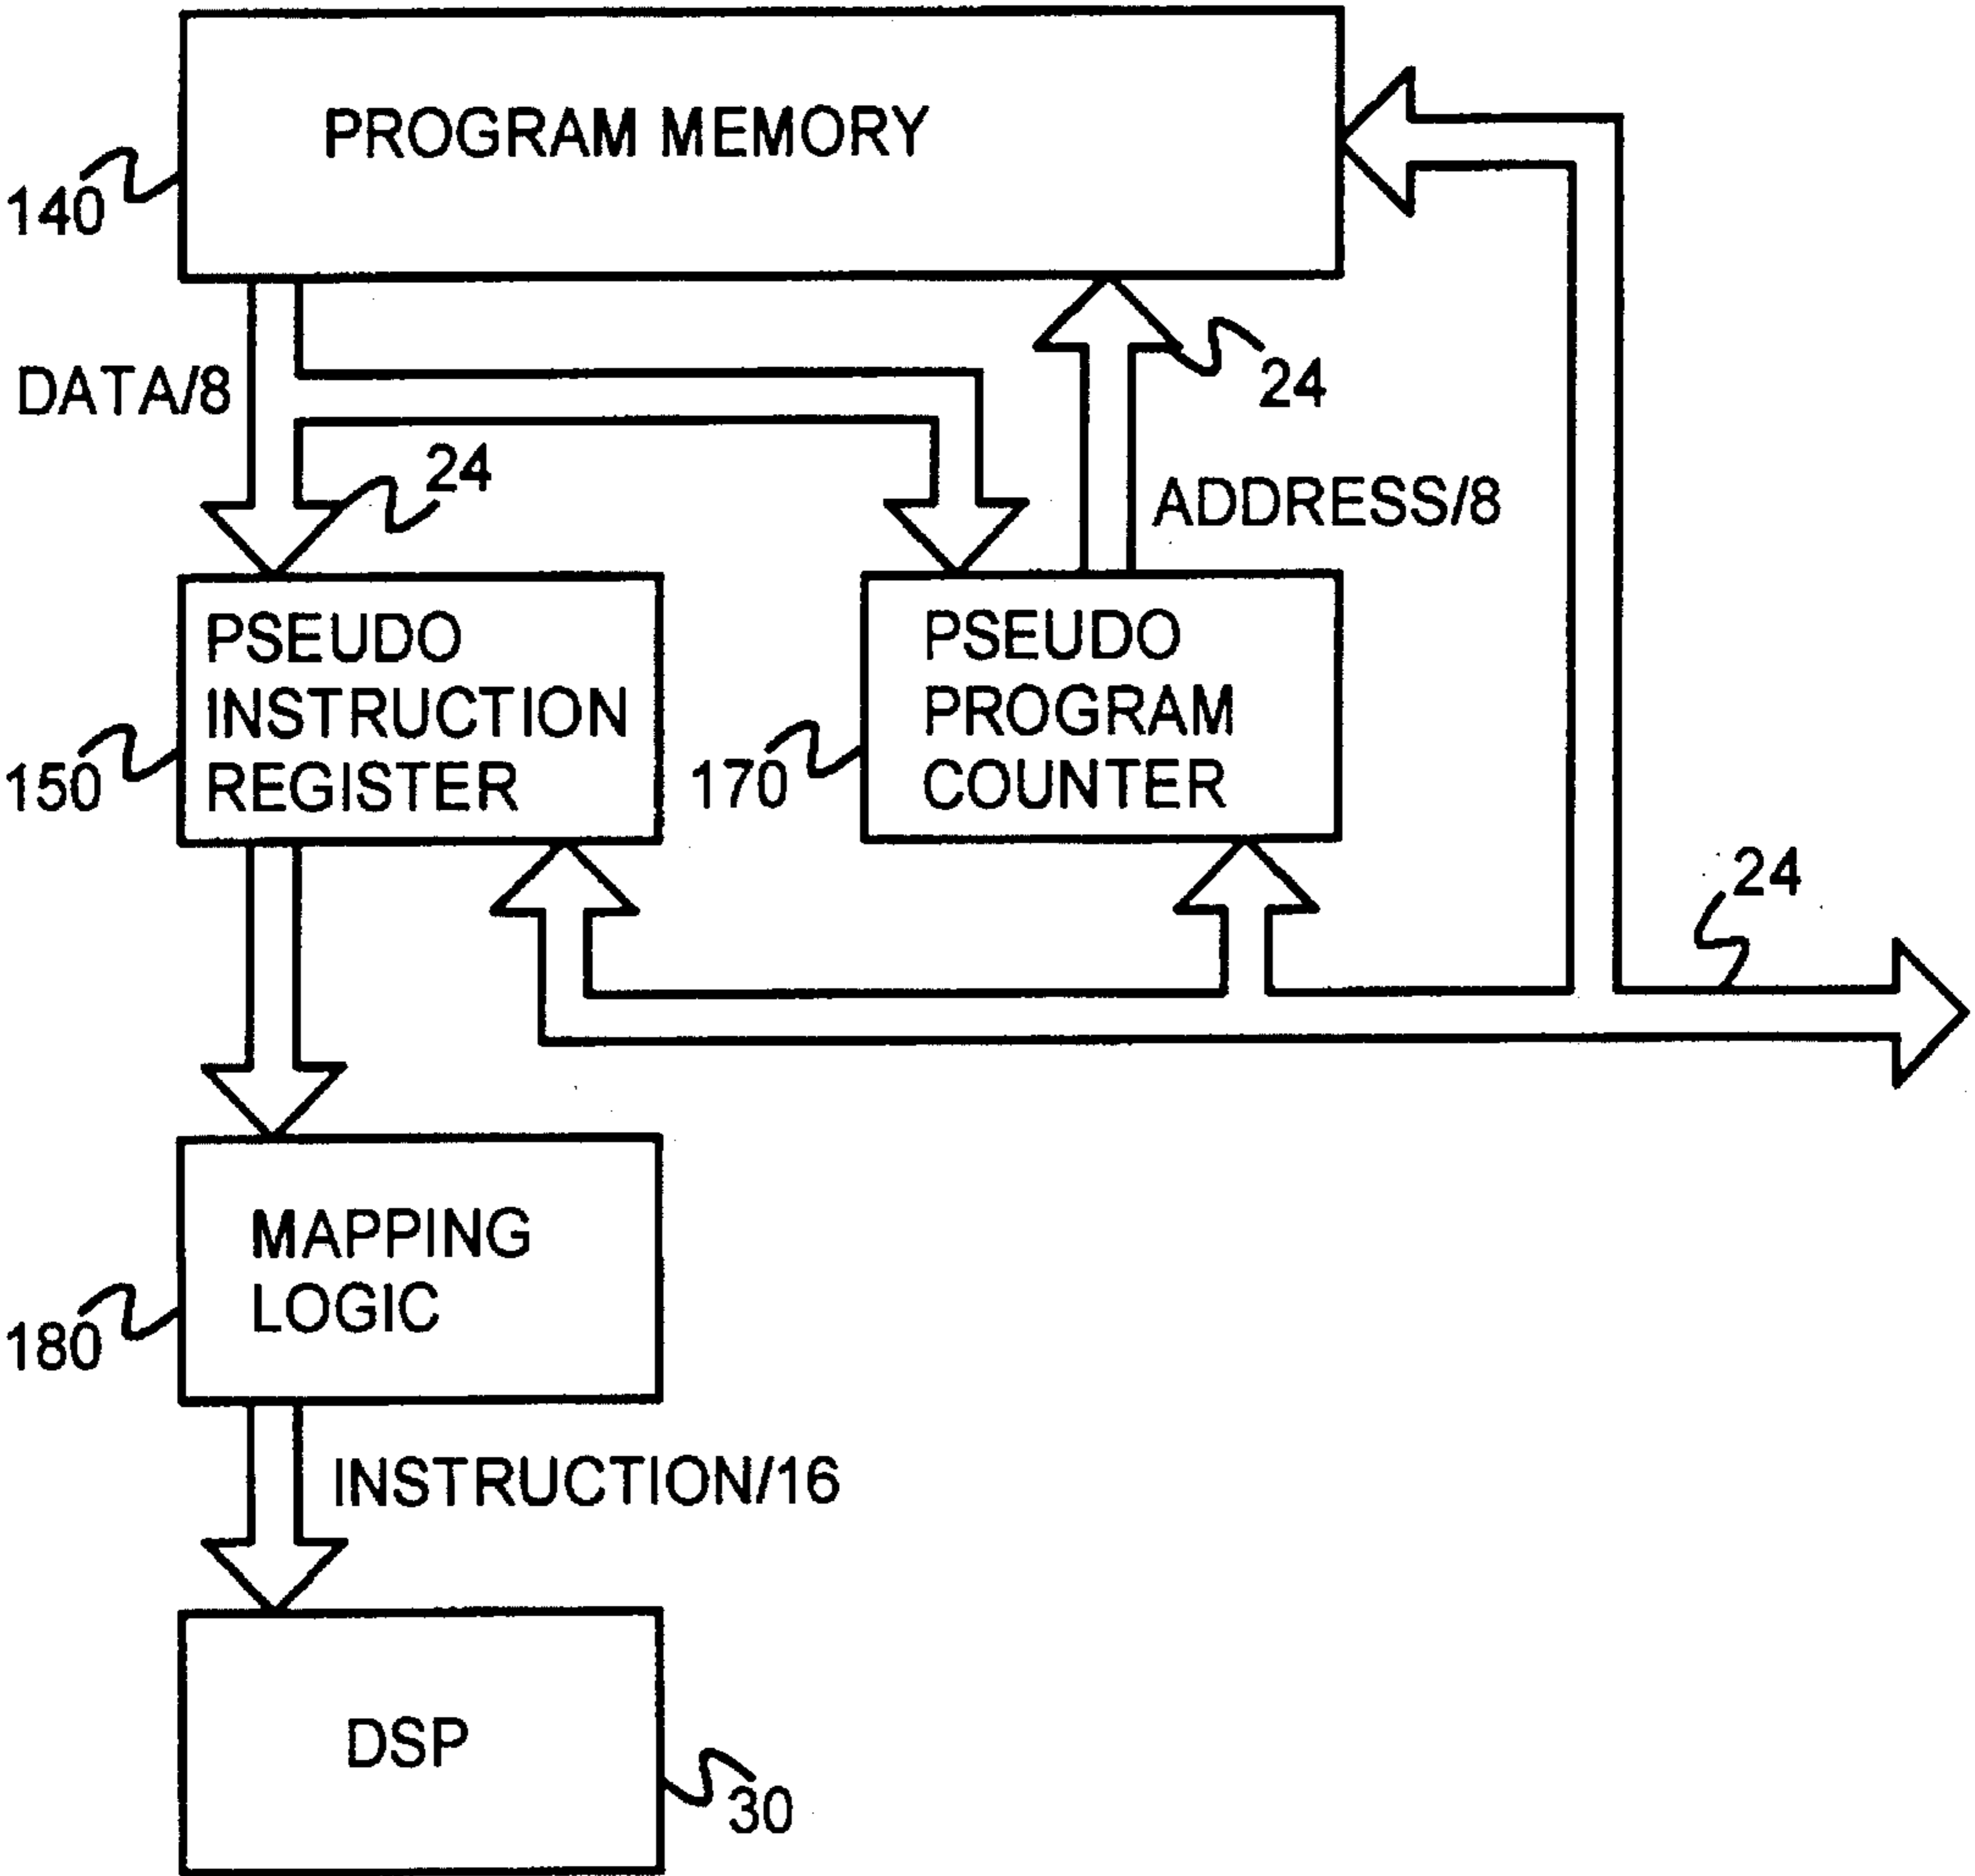 PROGRAM MEMORY
140
DATA/8
24
24
ADDRESS/8
PSEUDO
INSTRUCTION
REGISTER
150
PSEUDO
PROGRAM
COUNTER
170
24
MAPPING
LOGIC
180
INSTRUCTION/16
DSP
30